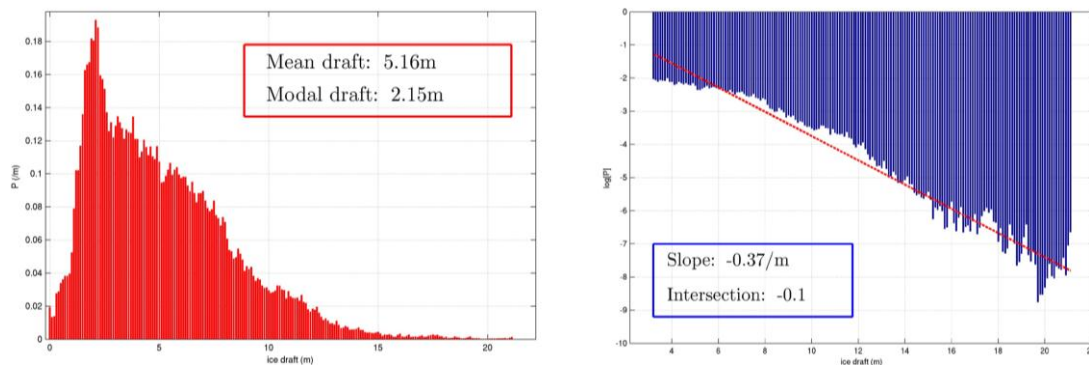 0.18
0.16
0.14
0.12
0.1
0.08
0.06
0.04
0.02
0
P (/m)
Mean draft: 5.16m
Modal draft: 2.15m
0 5 10 15 20
ice draft (m)
0
-1
-2
-3
-4
-5
-6
-7
-8
-9
-10
log[P]
Slope: -0.37/m
Intersection: -0.1
4 6 8 10 12 14 16 18 20
ice draft (m)